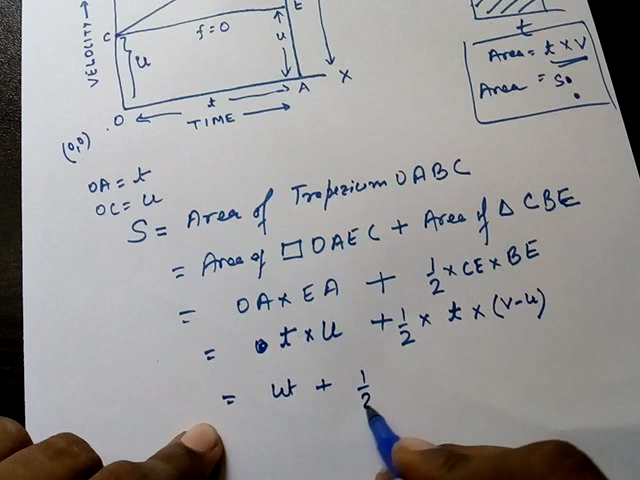 VELOCITY →
C
E
f=0
u
u
t
X
A
O
TIME
(0,0)
t
Area = t x v
Area = S
OA = t
OC = u
S = Area of Trapezium OABC
= Area of □ OAEC + Area of Δ CBE
= OA x EA + 1/2 x CE x BE
= t x u + 1/2 x t x (v-u)
= ut + 1/2